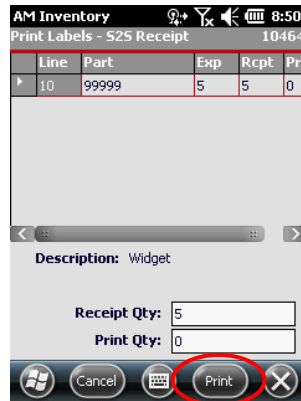 AM Inventory 8:50
Print Labels - S2S Receipt 10464
Line Part Exp Rcpt Pr
10 99999 5 5 0
Description: Widget
Receipt Qty: 5
Print Qty: 0
Cancel Print